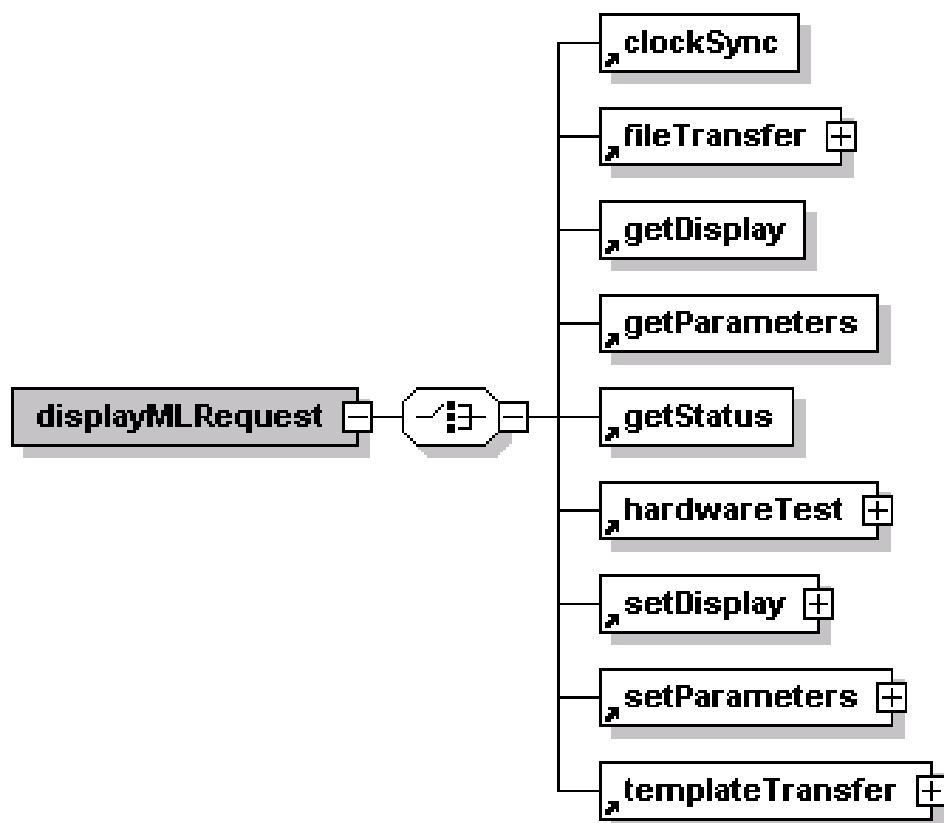 clockSync
fileTransfer
getDisplay
getParameters
displayMLRequest
getStatus
hardwareTest
setDisplay
setParameters
templateTransfer